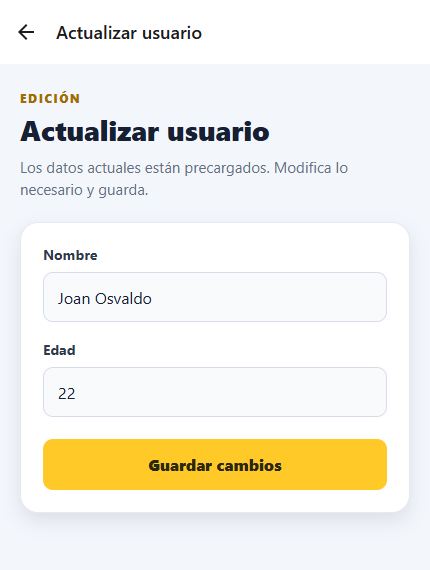 Actualizar usuario
EDICIÓN
Actualizar usuario
Los datos actuales están precargados. Modifica lo
necesario y guarda.
Nombre
Joan Osvaldo
Edad
22
Guardar cambios